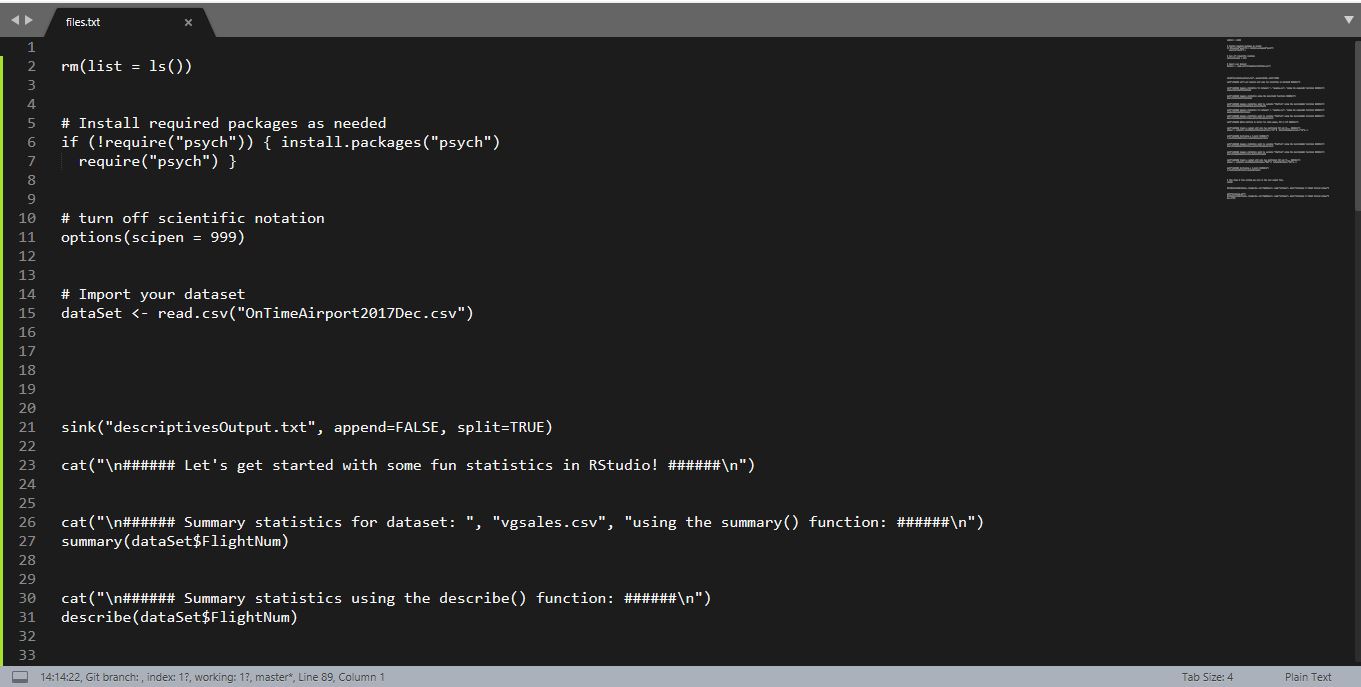 files.txt
1
2 rm(list = ls())
3
4
5 # Install required packages as needed
6 if (!require("psych")) { install.packages("psych")
7   require("psych") }
8
9
10 # turn off scientific notation
11 options(scipen = 999)
12
13
14 # Import your dataset
15 dataSet <- read.csv("OnTimeAirport2017Dec.csv")
16
17
18
19
20
21 sink("descriptivesOutput.txt", append=FALSE, split=TRUE)
22
23 cat("\n###### Let's get started with some fun statistics in RStudio! ######\n")
24
25
26 cat("\n###### Summary statistics for dataset: ", "vgsales.csv", "using the summary() function: ######\n")
27 summary(dataSet$FlightNum)
28
29
30 cat("\n###### Summary statistics using the describe() function: ######\n")
31 describe(dataSet$FlightNum)
32
33
14:14:22, Git branch: , index: 1?, working: 1?, master*, Line 89, Column 1
Tab Size: 4
Plain Text